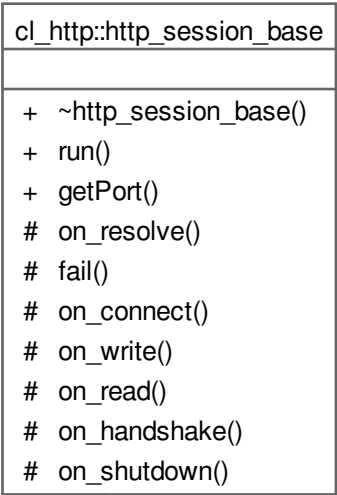 cl_http::http_session_base
+ ~http_session_base()
+ run()
+ getPort()
# on_resolve()
# fail()
# on_connect()
# on_write()
# on_read()
# on_handshake()
# on_shutdown()